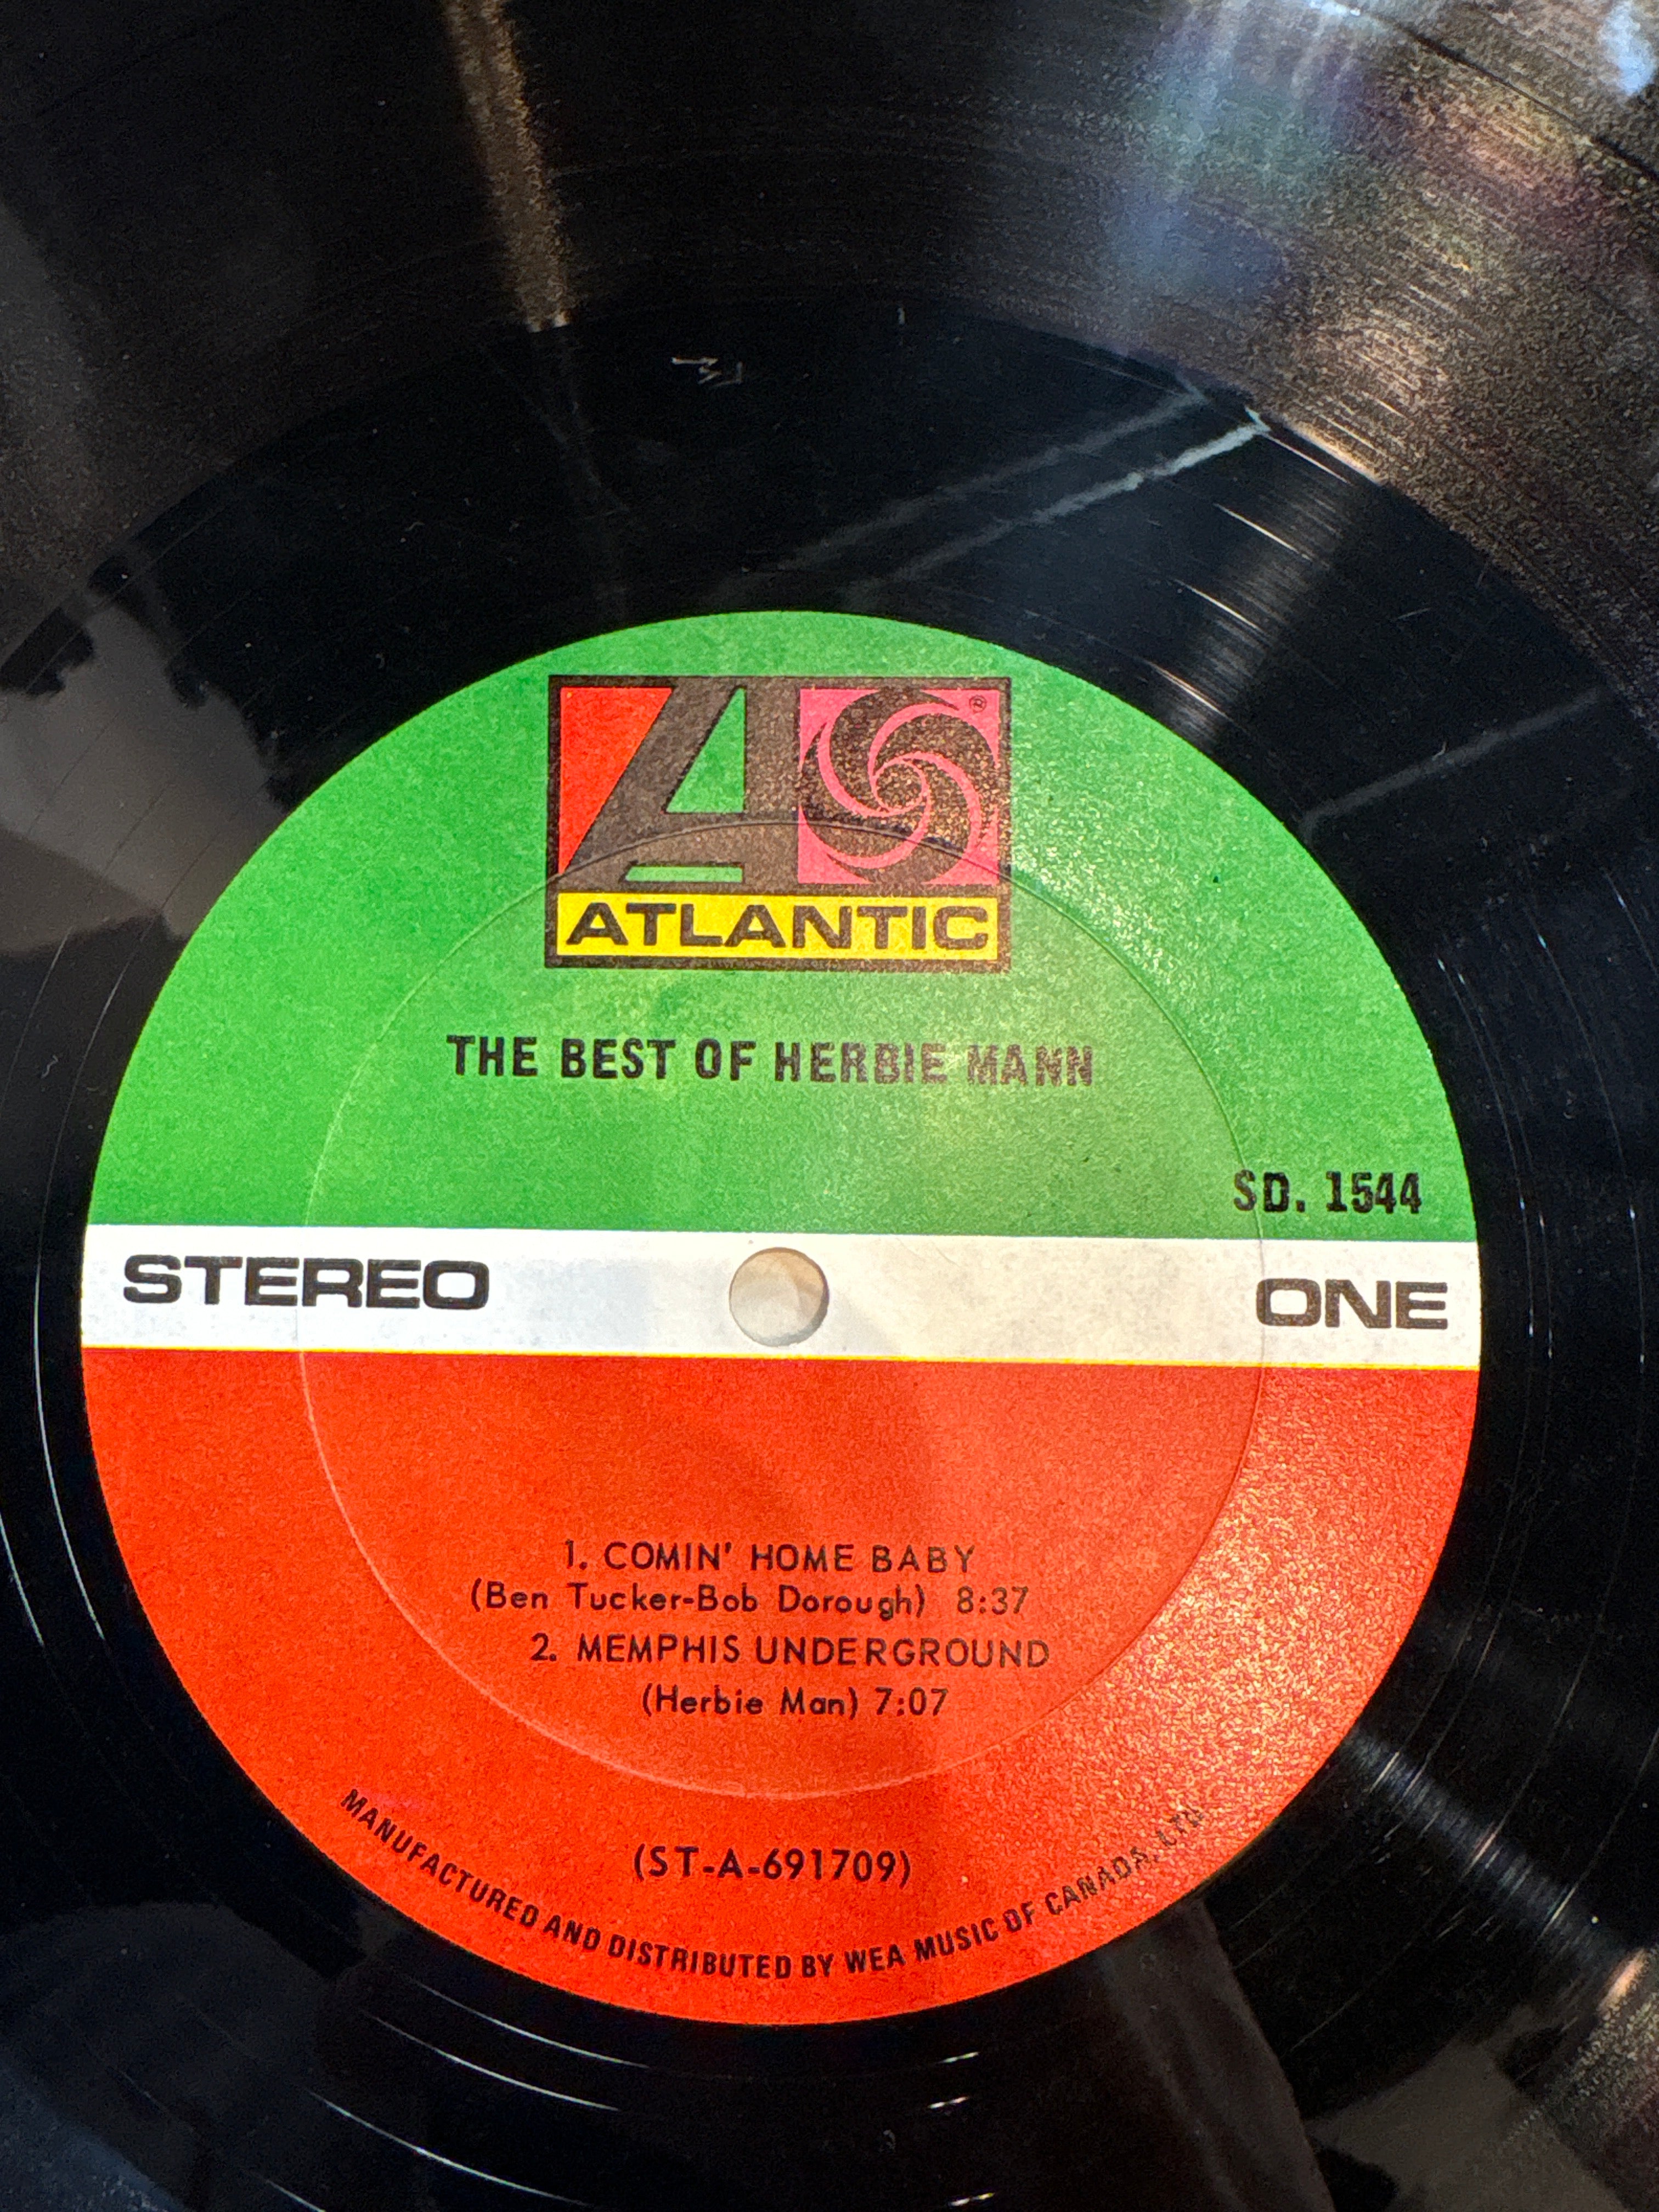 ®
ATLANTIC
THE BEST OF HERBIE MANN
SD. 1544
STEREO
ONE
1. COMIN' HOME BABY
(Ben Tucker-Bob Dorough) 8:37
2. MEMPHIS UNDERGROUND
(Herbie Man) 7:07
(ST-A-691709)
MANUFACTURED AND DISTRIBUTED BY WEA MUSIC OF CANADA, LTD.